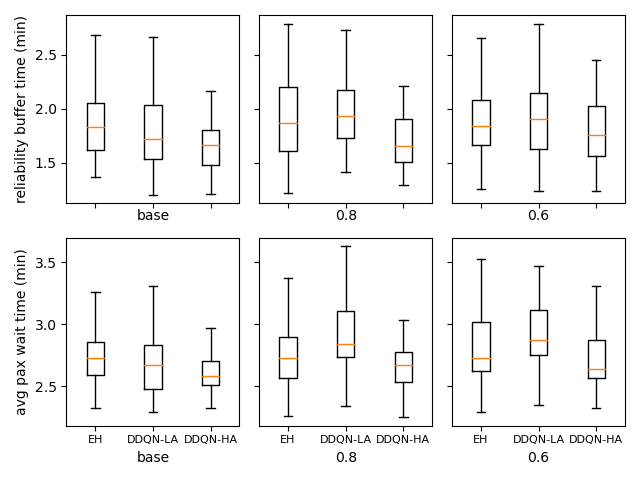 reliability buffer time (min)
2.5
2.0
1.5
base
0.8
0.6
avg pax wait time (min)
3.5
3.0
2.5
EH DDQN-LA DDQN-HA
EH DDQN-LA DDQN-HA
EH DDQN-LA DDQN-HA
base
0.8
0.6